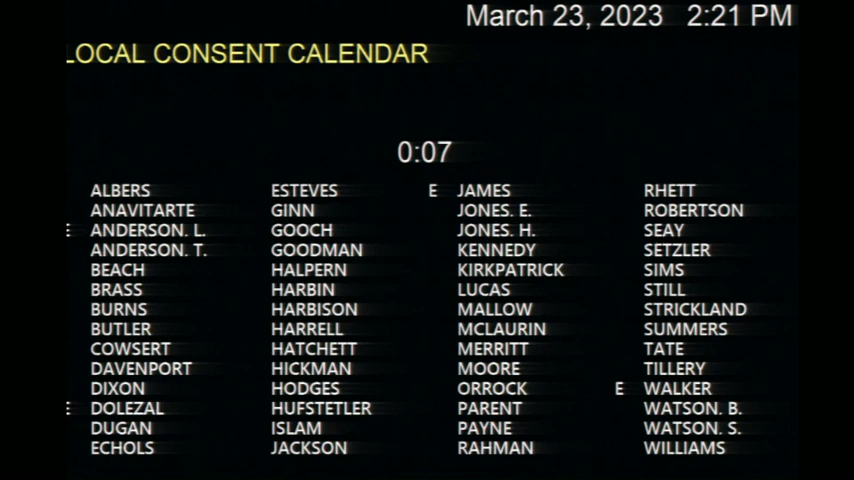 March 23, 2023 2:21 PM
LOCAL CONSENT CALENDAR
0:07
ALBERS ESTEVES E JAMES RHETT
ANAVITARTE GINN JONES. E. ROBERTSON
E ANDERSON. L. GOOCH JONES. H. SEAY
ANDERSON. T. GOODMAN KENNEDY SETZLER
BEACH HALPERN KIRKPATRICK SIMS
BRASS HARBIN LUCAS STILL
BURNS HARBISON MALLOW STRICKLAND
BUTLER HARRELL MCLAURIN SUMMERS
COWSERT HATCHETT MERRITT TATE
DAVENPORT HICKMAN MOORE TILLERY
DIXON HODGES ORROCK E WALKER
E DOLEZAL HUFSTETLER PARENT WATSON. B.
DUGAN ISLAM PAYNE WATSON. S.
ECHOLS JACKSON RAHMAN WILLIAMS